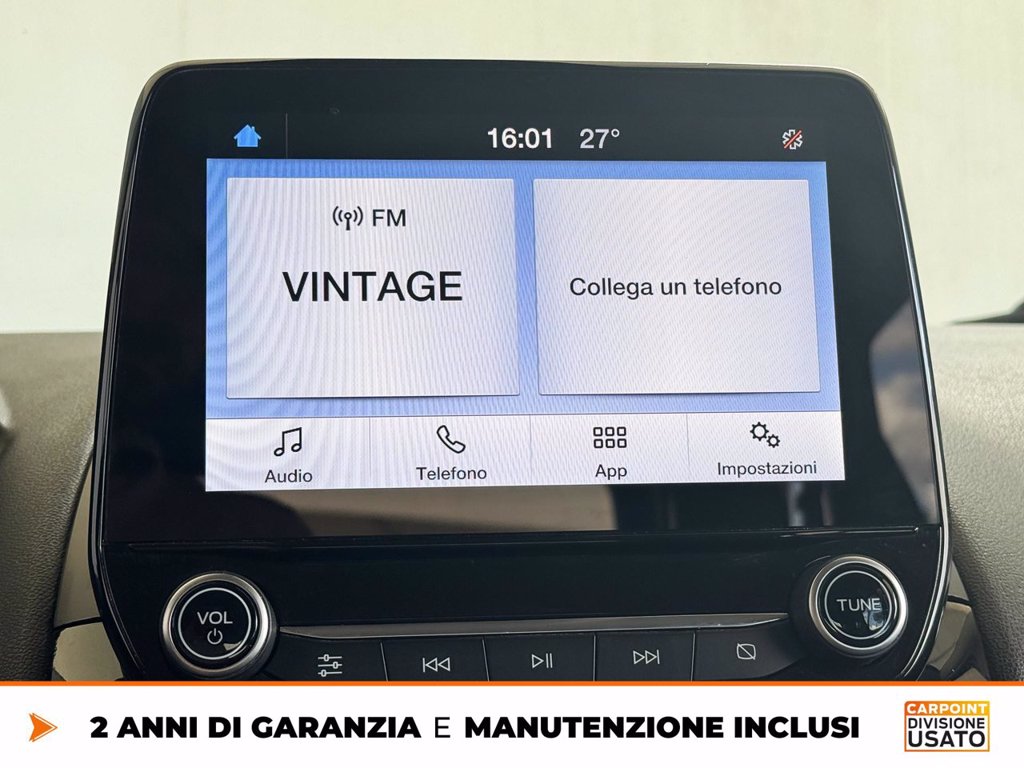 16:01 27°
FM
VINTAGE
Collega un telefono
Audio
Telefono
App
Impostazioni
VOL
TUNE
2 ANNI DI GARANZIA E MANUTENZIONE INCLUSI
CARPOINT
DIVISIONE
USATO